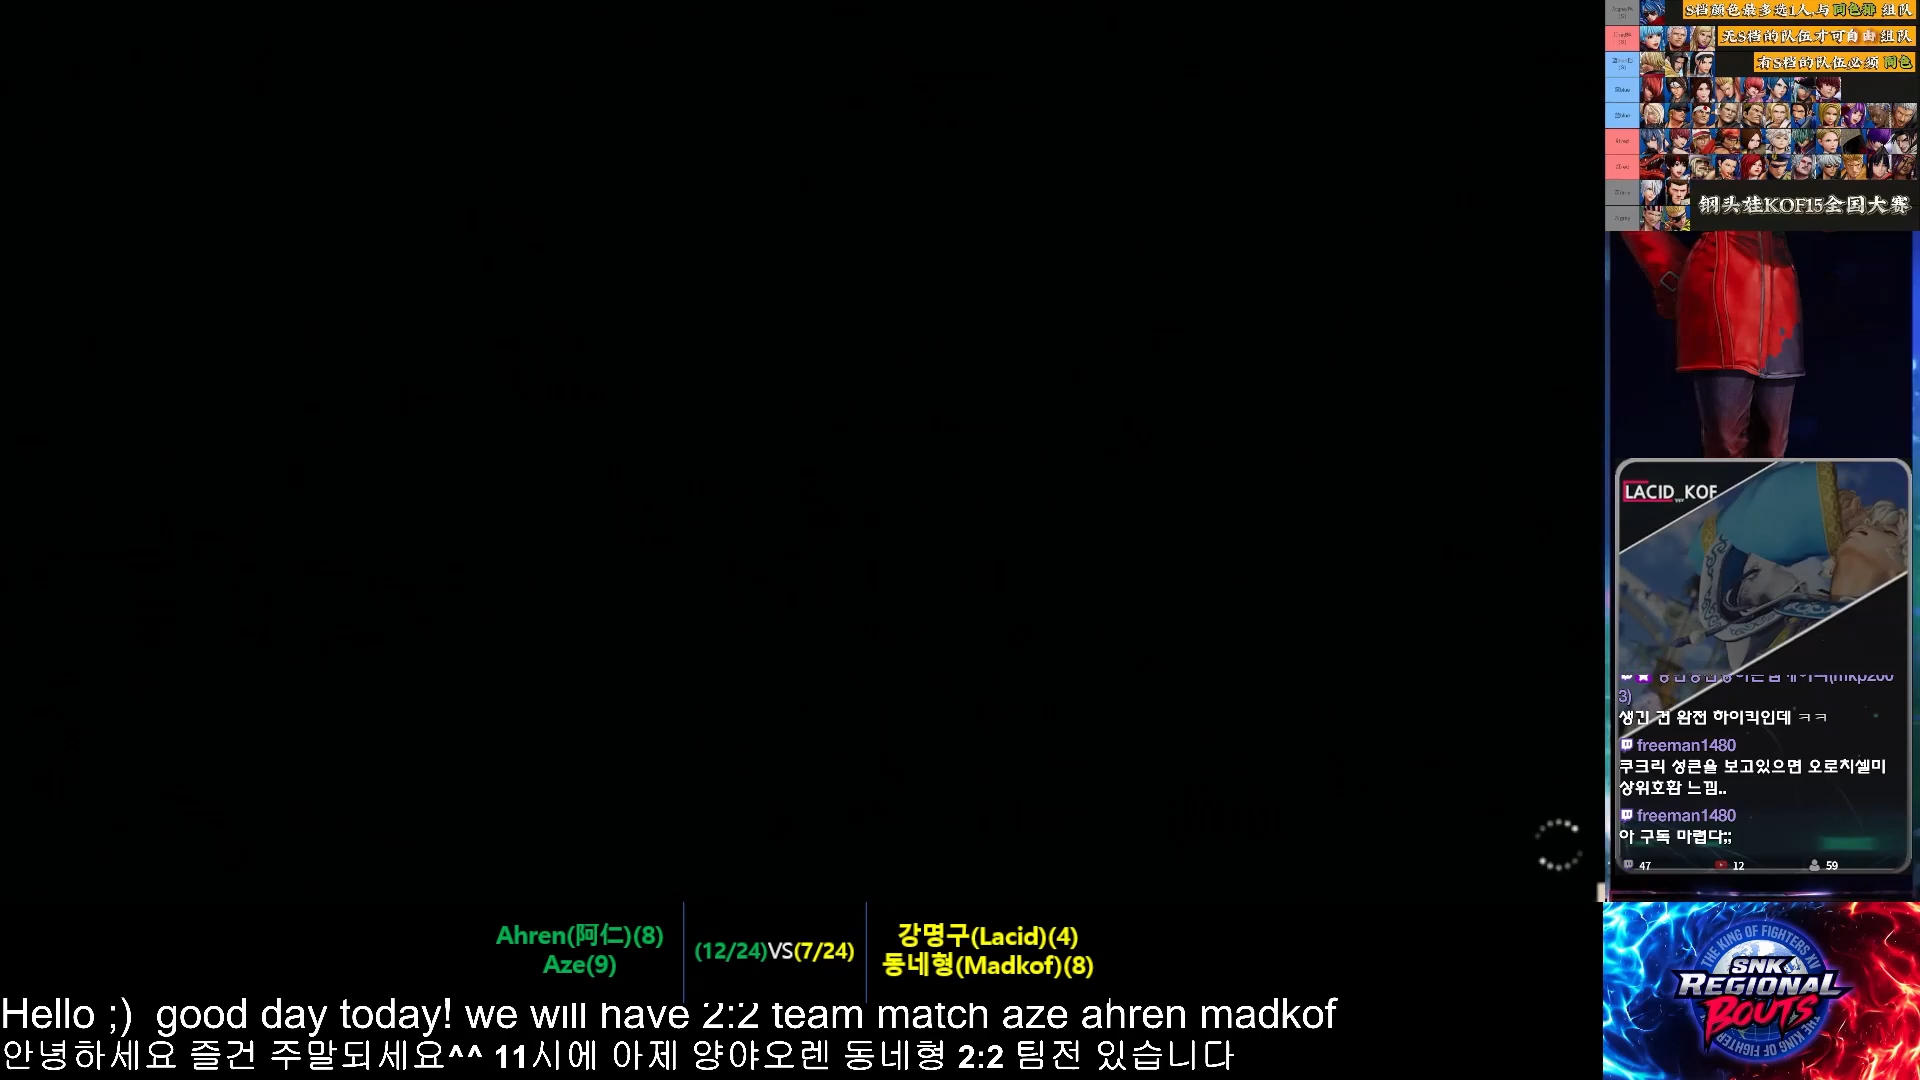 S档颜色最多选1人,与 同色排 组队
无S档的队伍才可自由组队
有S档的队伍必须 同色
钢头娃KOF15全国大赛
LACID_KOF
3)
생긴 건 완전 하이킥인데 ㅋㅋ
freeman1480
쿠크리 성큰을 보고있으면 오로치셀미
상위호환 느낌..
freeman1480
아 구독 마렵다;;
47
12
59
Ahren(阿仁)(8)
Aze(9)
(12/24)VS(7/24)
강명구(Lacid)(4)
동네형(Madkof)(8)
Hello ;)  good day today! we will have 2:2 team match aze ahren madkof
안녕하세요 즐건 주말되세요^^ 11시에 아제 양야오렌 동네형 2:2 팀전 있습니다
THE KING OF FIGHTERS XV
SNK
REGIONAL
BOUTS